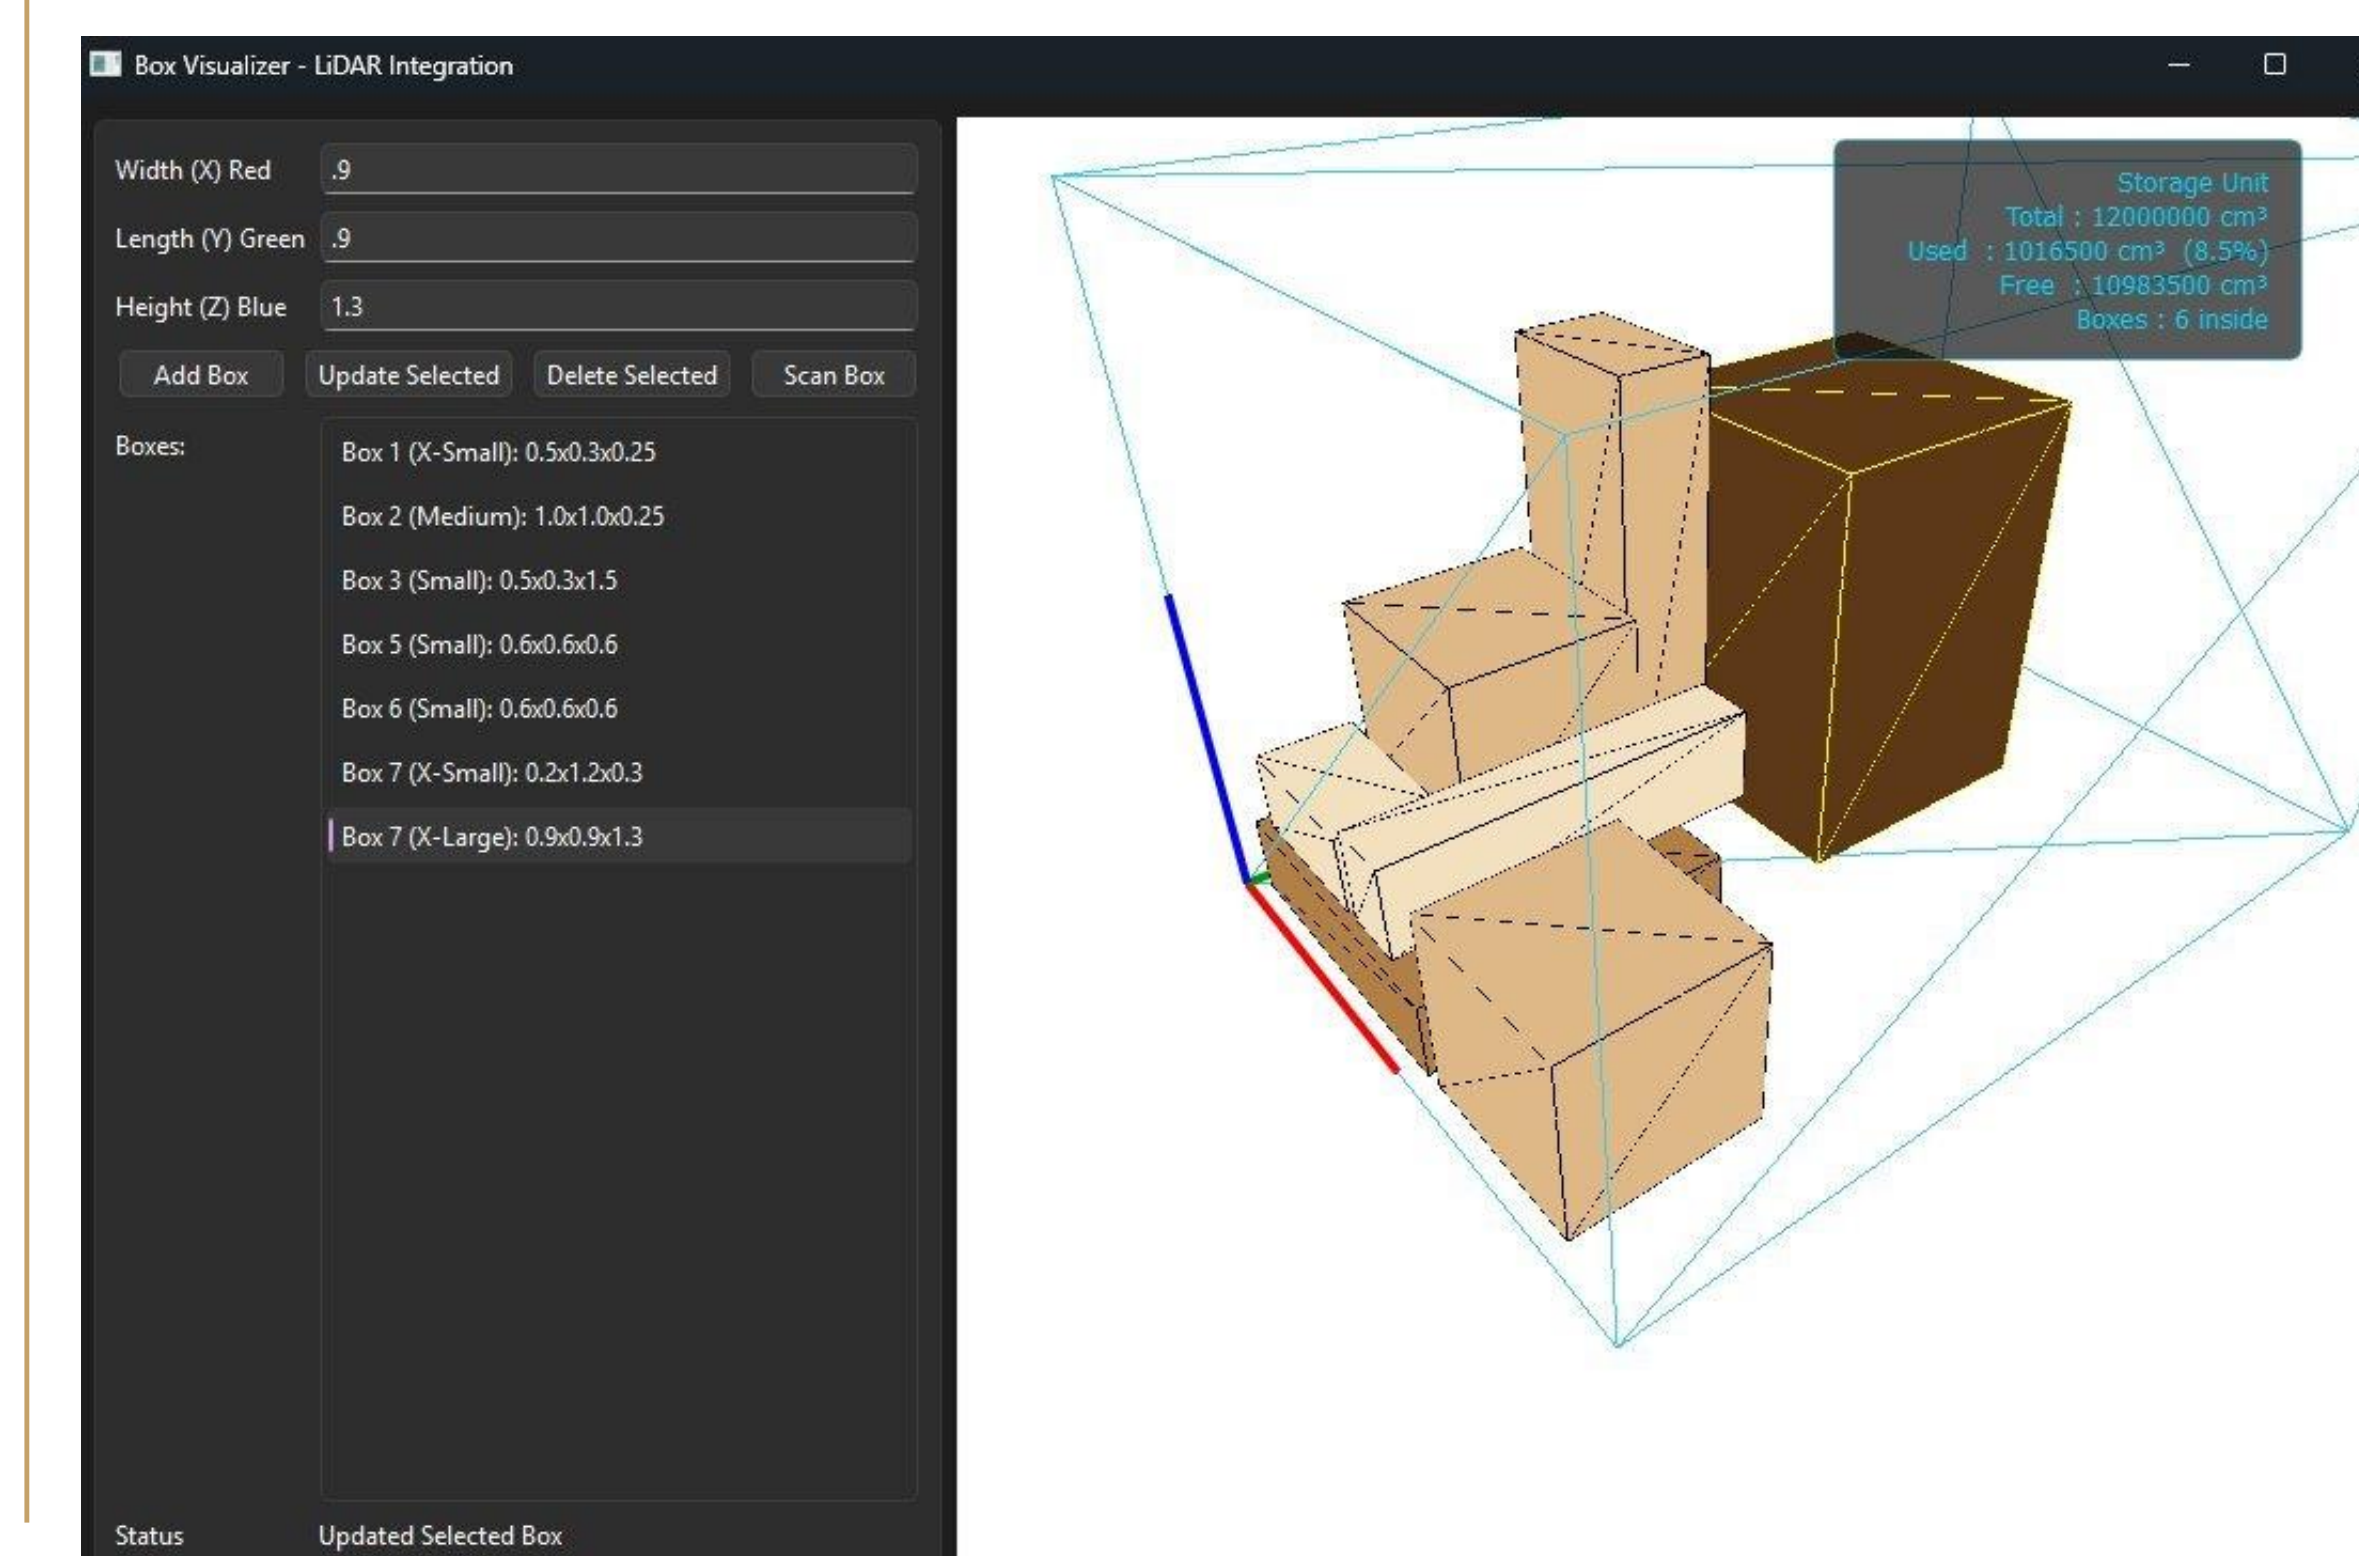 Box Visualizer - LiDAR Integration
Width (X) Red .9
Length (Y) Green .9
Height (Z) Blue 1.3
Add Box Update Selected Delete Selected Scan Box
Boxes:
Box 1 (X-Small): 0.5x0.3x0.25
Box 2 (Medium): 1.0x1.0x0.25
Box 3 (Small): 0.5x0.3x1.5
Box 5 (Small): 0.6x0.6x0.6
Box 6 (Small): 0.6x0.6x0.6
Box 7 (X-Small): 0.2x1.2x0.3
Box 7 (X-Large): 0.9x0.9x1.3
Status Updated Selected Box
Storage Unit
Total : 12000000 cm³
Used : 1016500 cm³ (8.5%)
Free : 10983500 cm³
Boxes : 6 inside